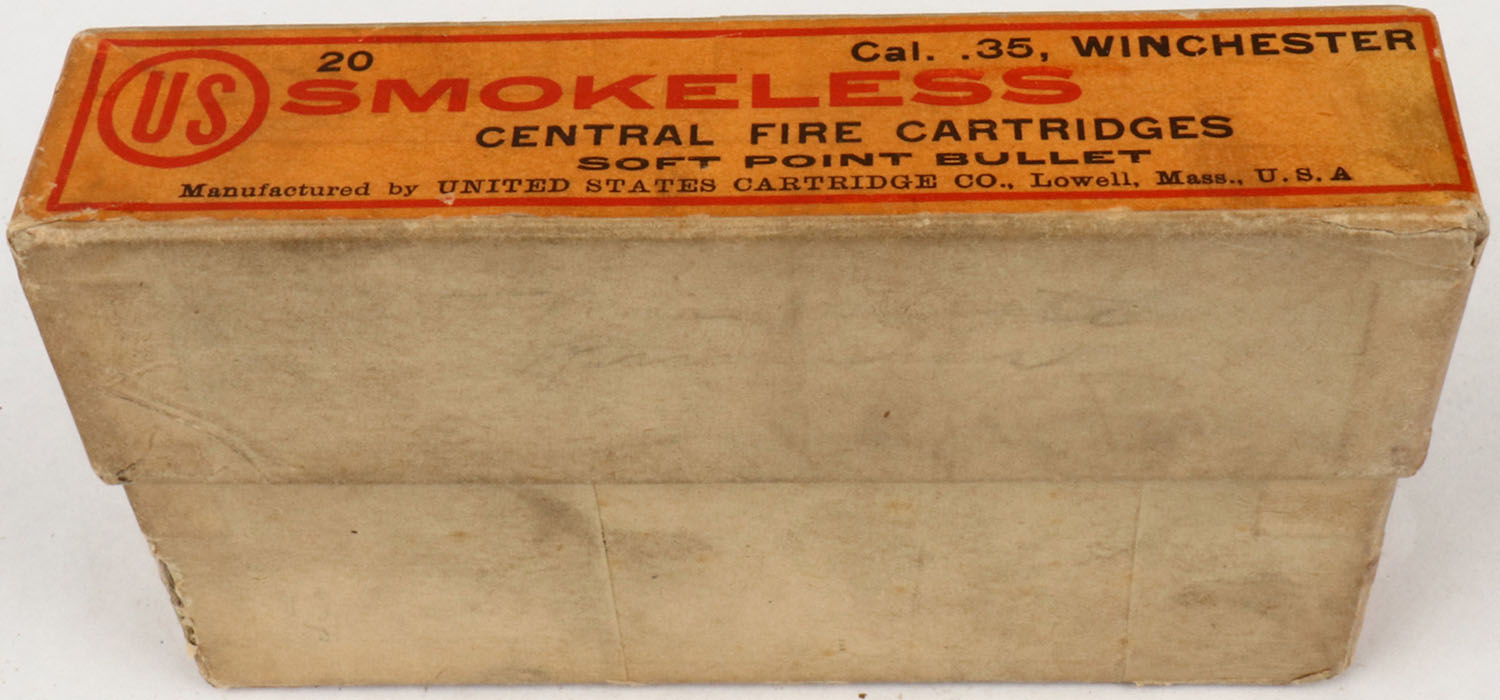 US
20 Cal. .35, WINCHESTER
SMOKELESS
CENTRAL FIRE CARTRIDGES
SOFT POINT BULLET
Manufactured by UNITED STATES CARTRIDGE CO., Lowell, Mass., U.S.A